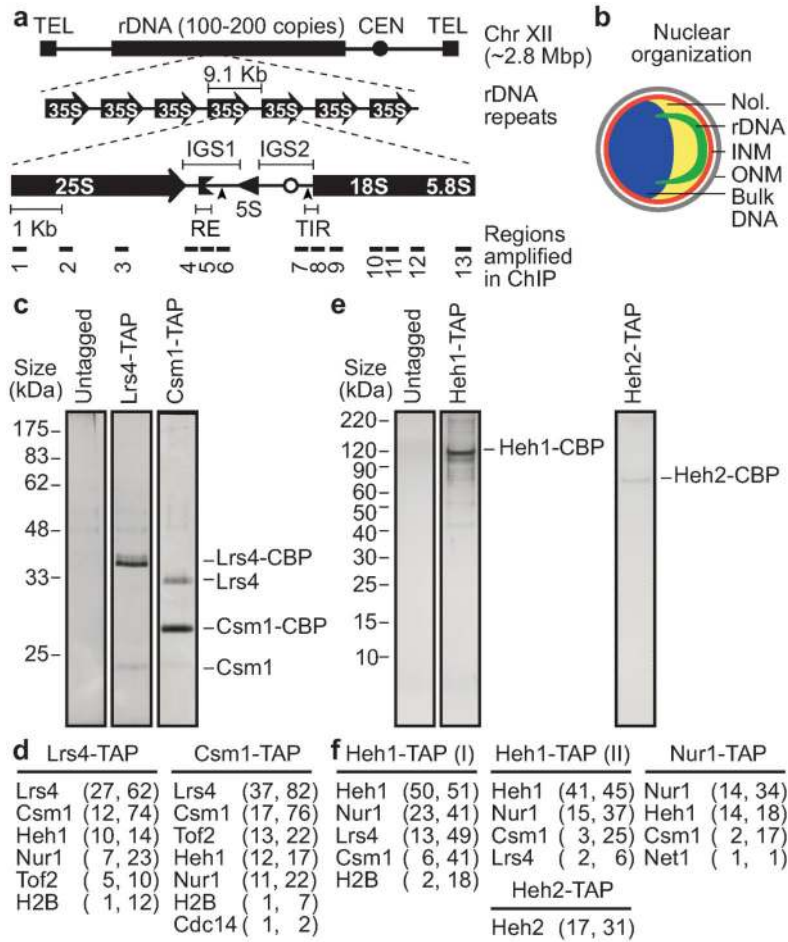 a
TEL rDNA (100-200 copies) CEN TEL
Chr XII
(~2.8 Mbp)
9.1 Kb
35S 35S 35S 35S 35S 35S 35S
rDNA
repeats
IGS1 IGS2
25S 18S 5.8S
5S
1 Kb RE TIR
1 2 3 4 5 6 7 8 9 10 11 12 13
Regions
amplified
in ChIP
b
Nuclear
organization
Nol.
rDNA
INM
ONM
Bulk
DNA
c
Size
(kDa)
Untagged
Lrs4-TAP
Csm1-TAP
175–
83–
62–
48–
33–
25–
–Lrs4-CBP
–Lrs4
–Csm1-CBP
–Csm1
e
Size
(kDa)
Untagged
Heh1-TAP
Heh2-TAP
220–
120–
90–
60–
50–
40–
30–
25–
15–
10–
–Heh1-CBP
–Heh2-CBP
d
Lrs4-TAP
Lrs4 (27, 62)
Csm1 (12, 74)
Heh1 (10, 14)
Nur1 ( 7, 23)
Tof2 ( 5, 10)
H2B ( 1, 12)
Csm1-TAP
Lrs4 (37, 82)
Csm1 (17, 76)
Tof2 (13, 22)
Heh1 (12, 17)
Nur1 (11, 22)
H2B ( 1, 7)
Cdc14 ( 1, 2)
f
Heh1-TAP (I)
Heh1 (50, 51)
Nur1 (23, 41)
Lrs4 (13, 49)
Csm1 ( 6, 41)
H2B ( 2, 18)
Heh1-TAP (II)
Heh1 (41, 45)
Nur1 (15, 37)
Csm1 ( 3, 25)
Lrs4 ( 2, 6)
Nur1-TAP
Nur1 (14, 34)
Heh1 (14, 18)
Csm1 ( 2, 17)
Net1 ( 1, 1)
Heh2-TAP
Heh2 (17, 31)